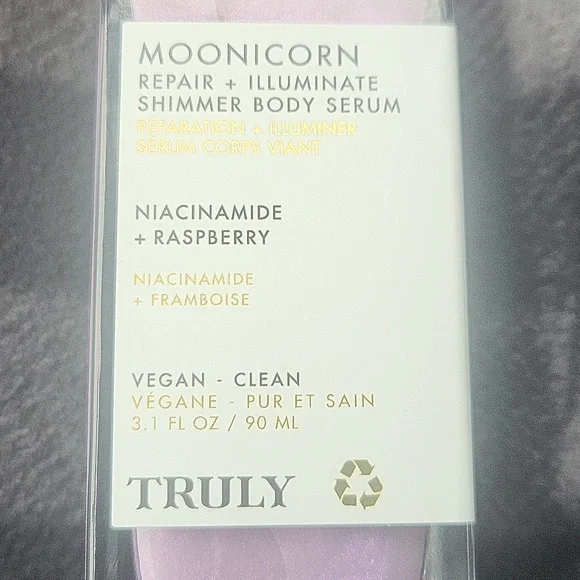 MOONICORN
REPAIR + ILLUMINATE
SHIMMER BODY SERUM
REPARATION + ILLUMINER
SÉRUM CORPS VIANT
NIACINAMIDE
+ RASPBERRY
NIACINAMIDE
+ FRAMBOISE
VEGAN - CLEAN
VÉGANE - PUR ET SAIN
3.1 FL OZ / 90 ML
TRULY